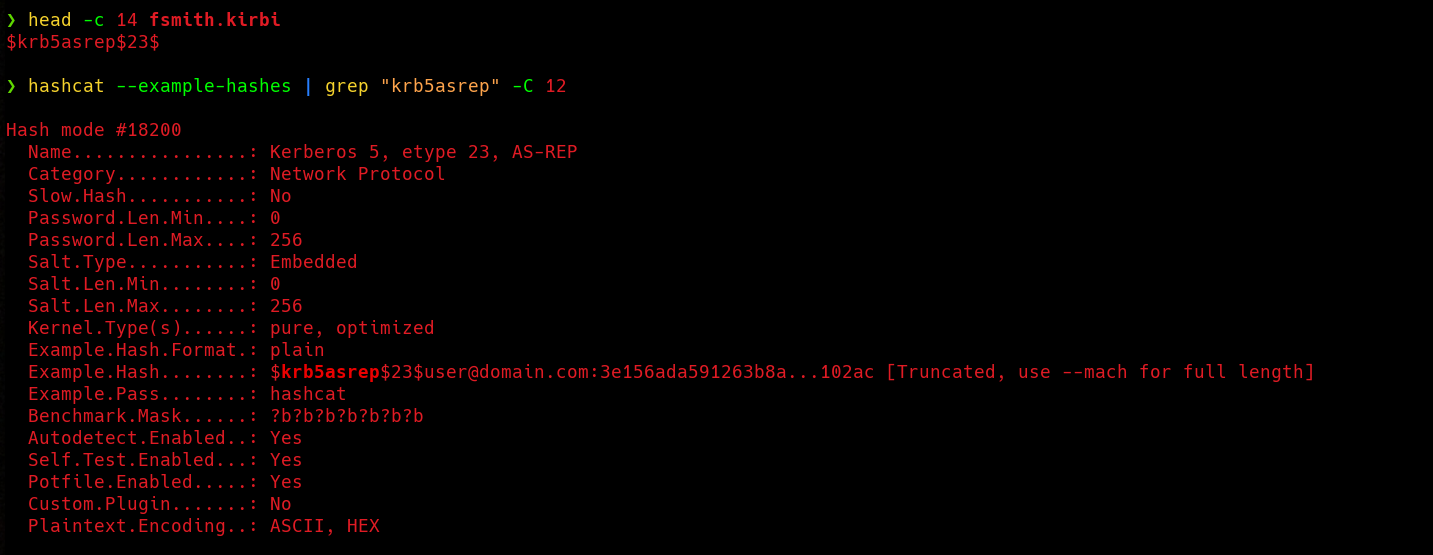 ❯ head -c 14 fsmith.kirbi
$krb5asrep$23$
❯ hashcat --example-hashes | grep "krb5asrep" -C 12
Hash mode #18200
  Name................: Kerberos 5, etype 23, AS-REP
  Category............: Network Protocol
  Slow.Hash...........: No
  Password.Len.Min....: 0
  Password.Len.Max....: 256
  Salt.Type...........: Embedded
  Salt.Len.Min........: 0
  Salt.Len.Max........: 256
  Kernel.Type(s)......: pure, optimized
  Example.Hash.Format.: plain
  Example.Hash........: $krb5asrep$23$user@domain.com:3e156ada591263b8a...102ac [Truncated, use --mach for full length]
  Example.Pass........: hashcat
  Benchmark.Mask......: ?b?b?b?b?b?b?b
  Autodetect.Enabled..: Yes
  Self.Test.Enabled...: Yes
  Potfile.Enabled.....: Yes
  Custom.Plugin.......: No
  Plaintext.Encoding..: ASCII, HEX